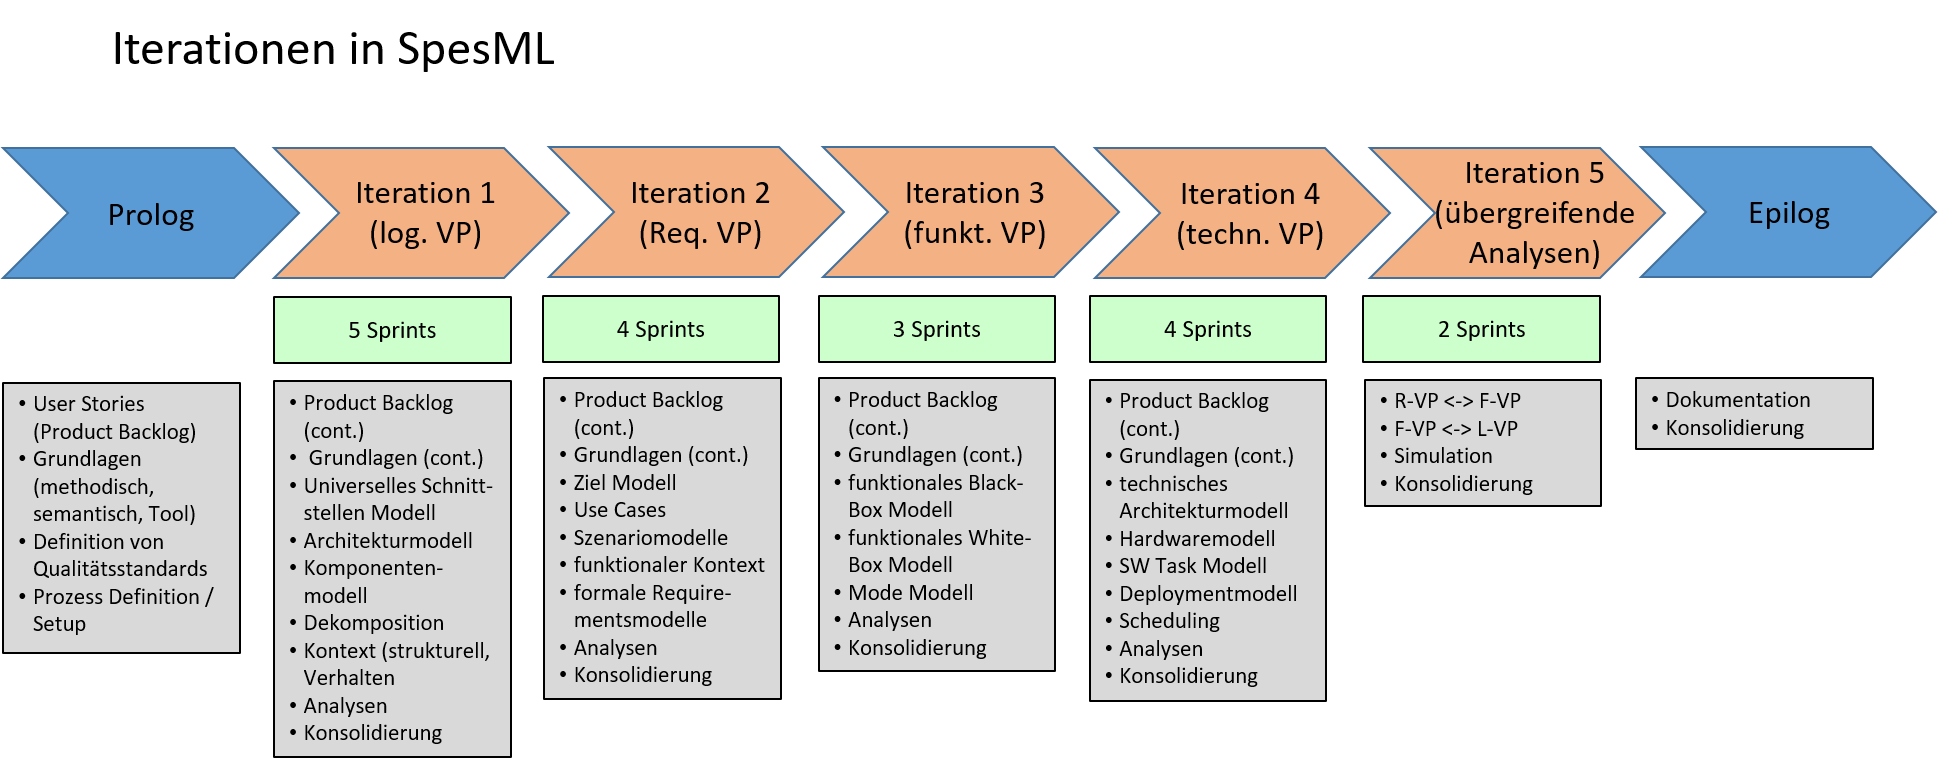 Iterationen in SpesML
Prolog
Iteration 1
(log. VP)
Iteration 2
(Req. VP)
Iteration 3
(funkt. VP)
Iteration 4
(techn. VP)
Iteration 5
(übergreifende
Analysen)
Epilog
5 Sprints
4 Sprints
3 Sprints
4 Sprints
2 Sprints
• User Stories
(Product Backlog)
• Grundlagen
(methodisch,
semantisch, Tool)
• Definition von
Qualitätsstandards
• Prozess Definition /
Setup
• Product Backlog
(cont.)
• Grundlagen (cont.)
• Universelles Schnitt-
stellen Modell
• Architekturmodell
• Komponenten-
modell
• Dekomposition
• Kontext (strukturell,
Verhalten
• Analysen
• Konsolidierung
• Product Backlog
(cont.)
• Grundlagen (cont.)
• Ziel Modell
• Use Cases
• Szenariomodelle
• funktionaler Kontext
• formale Require-
mentsmodelle
• Analysen
• Konsolidierung
• Product Backlog
(cont.)
• Grundlagen (cont.)
• funktionales Black-
Box Modell
• funktionales White-
Box Modell
• Mode Modell
• Analysen
• Konsolidierung
• Product Backlog
(cont.)
• Grundlagen (cont.)
• technisches
Architekturmodell
• Hardwaremodell
• SW Task Modell
• Deploymentmodell
• Scheduling
• Analysen
• Konsolidierung
• R-VP <-> F-VP
• F-VP <-> L-VP
• Simulation
• Konsolidierung
• Dokumentation
• Konsolidierung